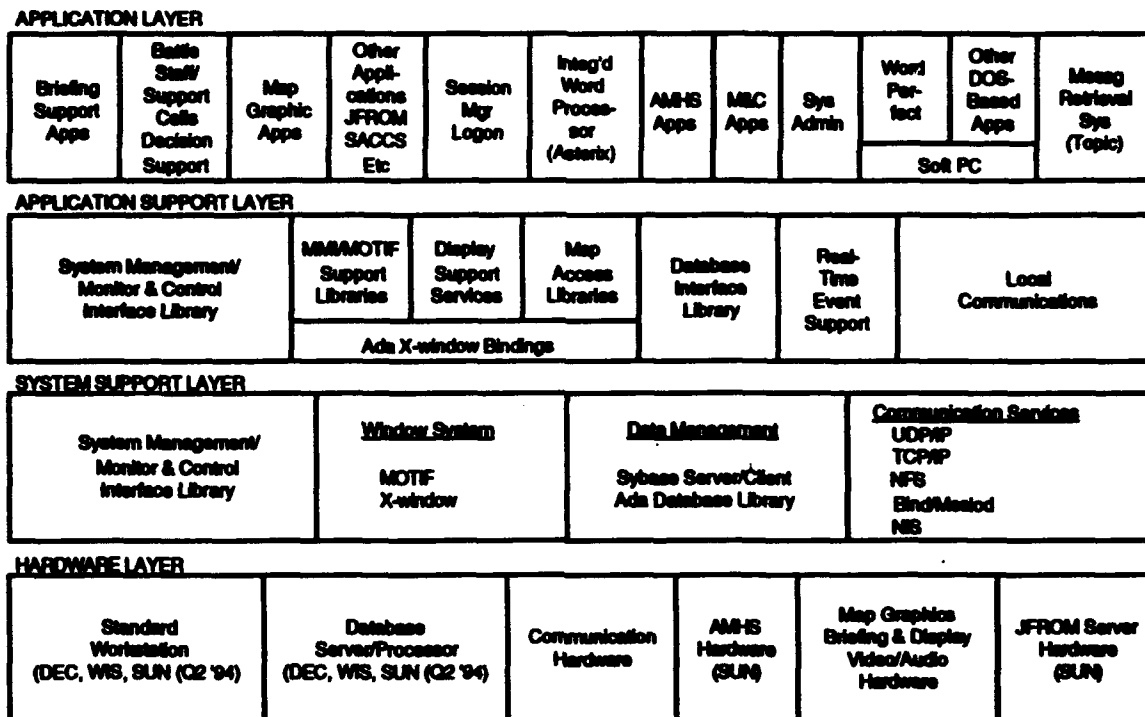 APPLICATION LAYER
Briefing
Support
Apps
Battle
Staff/
Support
Cells
Decision
Support
Map
Graphic
Apps
Other
Appli-
cations
JFROM
SACCS
Etc
Session
Mgr
Logon
Integ'd
Word
Proces-
sor
(Asterix)
AMHS
Apps
M&C
Apps
Sys
Admin
Word
Per-
fect
Other
DOS-
Based
Apps
Soft PC
Messg
Retrieval
Sys
(Topic)
APPLICATION SUPPORT LAYER
System Management/
Monitor & Control
Interface Library
MMI/MOTIF
Support
Libraries
Display
Support
Services
Map
Access
Libraries
Ada X-window Bindings
Database
Interface
Library
Real-
Time
Event
Support
Local
Communications
SYSTEM SUPPORT LAYER
System Management/
Monitor & Control
Interface Library
Window System
MOTIF
X-window
Data Management
Sybase Server/Client
Ada Database Library
Communication Services
UDP/IP
TCP/IP
NFS
NIS
HARDWARE LAYER
Standard
Workstation
(DEC, WIS, SUN (Q2 '94)
Database
Server/Processor
(DEC, WIS, SUN (Q2 '94)
Communication
Hardware
AMHS
Hardware
(SUN)
Map Graphics
Briefing & Display
Video/Audio
Hardware
JFROM Server
Hardware
(SUN)